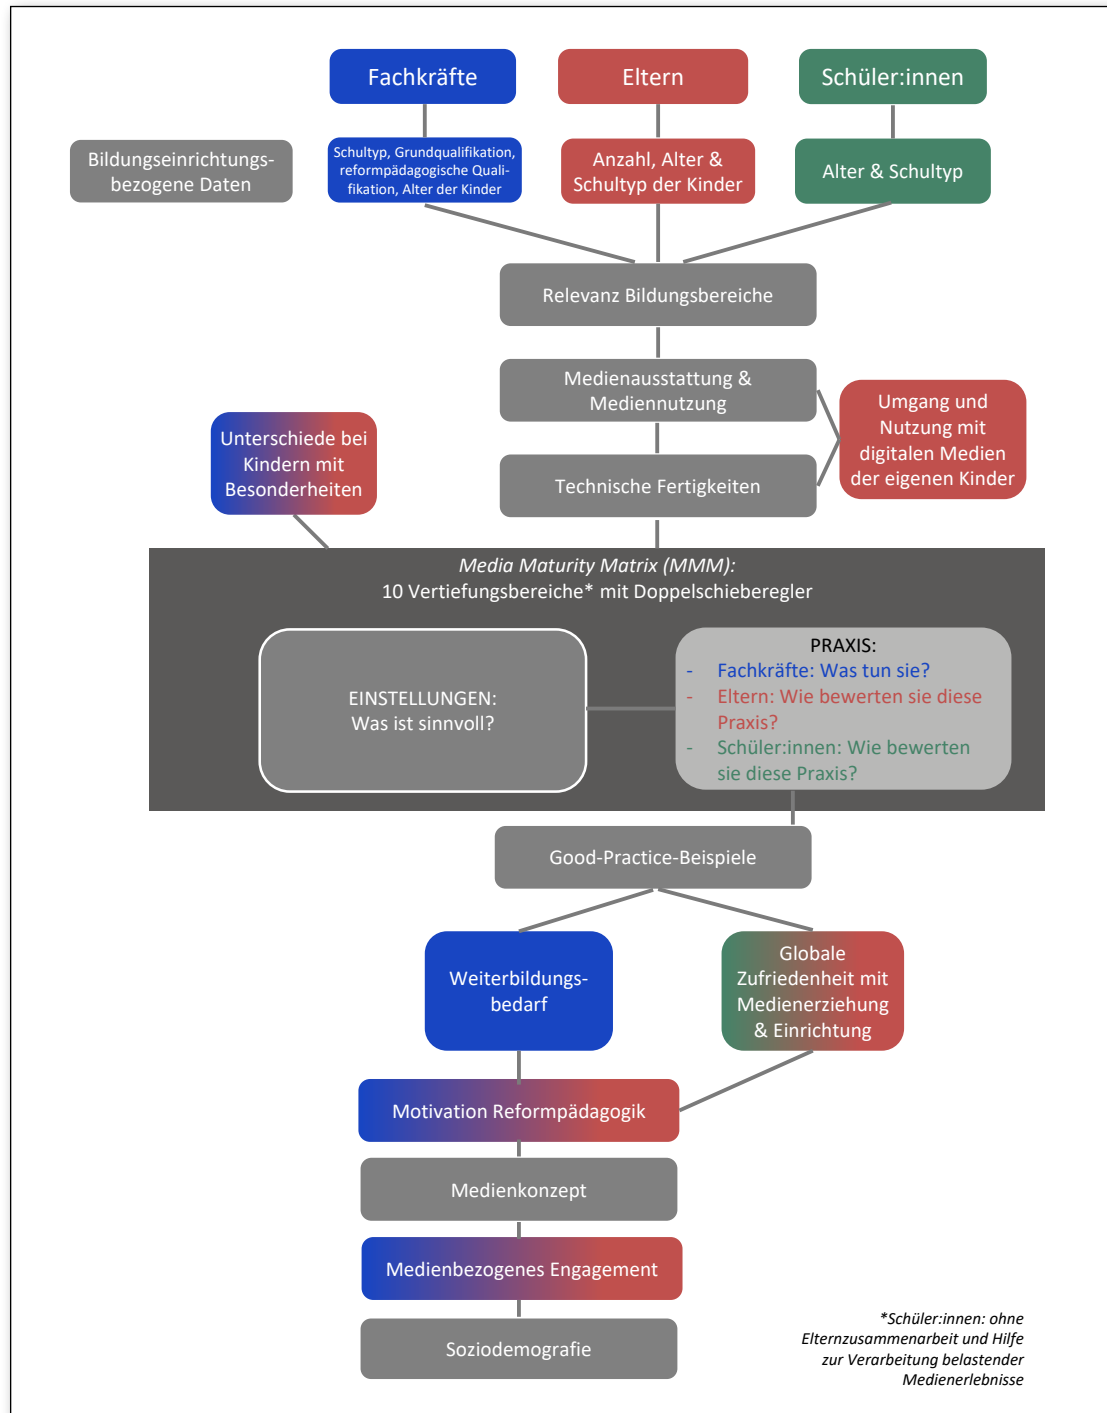 Fachkräfte
Eltern
Schüler:innen
Bildungseinrichtungs-
bezogene Daten
Schultyp, Grundqualifikation,
reformpädagogische Quali-
fikation, Alter der Kinder
Anzahl, Alter &
Schultyp der Kinder
Alter & Schultyp
Relevanz Bildungsbereiche
Medienausstattung &
Mediennutzung
Umgang und
Nutzung mit
digitalen Medien
der eigenen Kinder
Unterschiede bei
Kindern mit
Besonderheiten
Technische Fertigkeiten
Media Maturity Matrix (MMM):
10 Vertiefungsbereiche* mit Doppelschieberegler
EINSTELLUNGEN:
Was ist sinnvoll?
PRAXIS:
- Fachkräfte: Was tun sie?
- Eltern: Wie bewerten sie diese
Praxis?
- Schüler:innen: Wie bewerten
sie diese Praxis?
Good-Practice-Beispiele
Weiterbildungs-
bedarf
Globale
Zufriedenheit mit
Medienerziehung
& Einrichtung
Motivation Reformpädagogik
Medienkonzept
Medienbezogenes Engagement
Soziodemografie
*Schüler:innen: ohne
Elternzusammenarbeit und Hilfe
zur Verarbeitung belastender
Medienerlebnisse